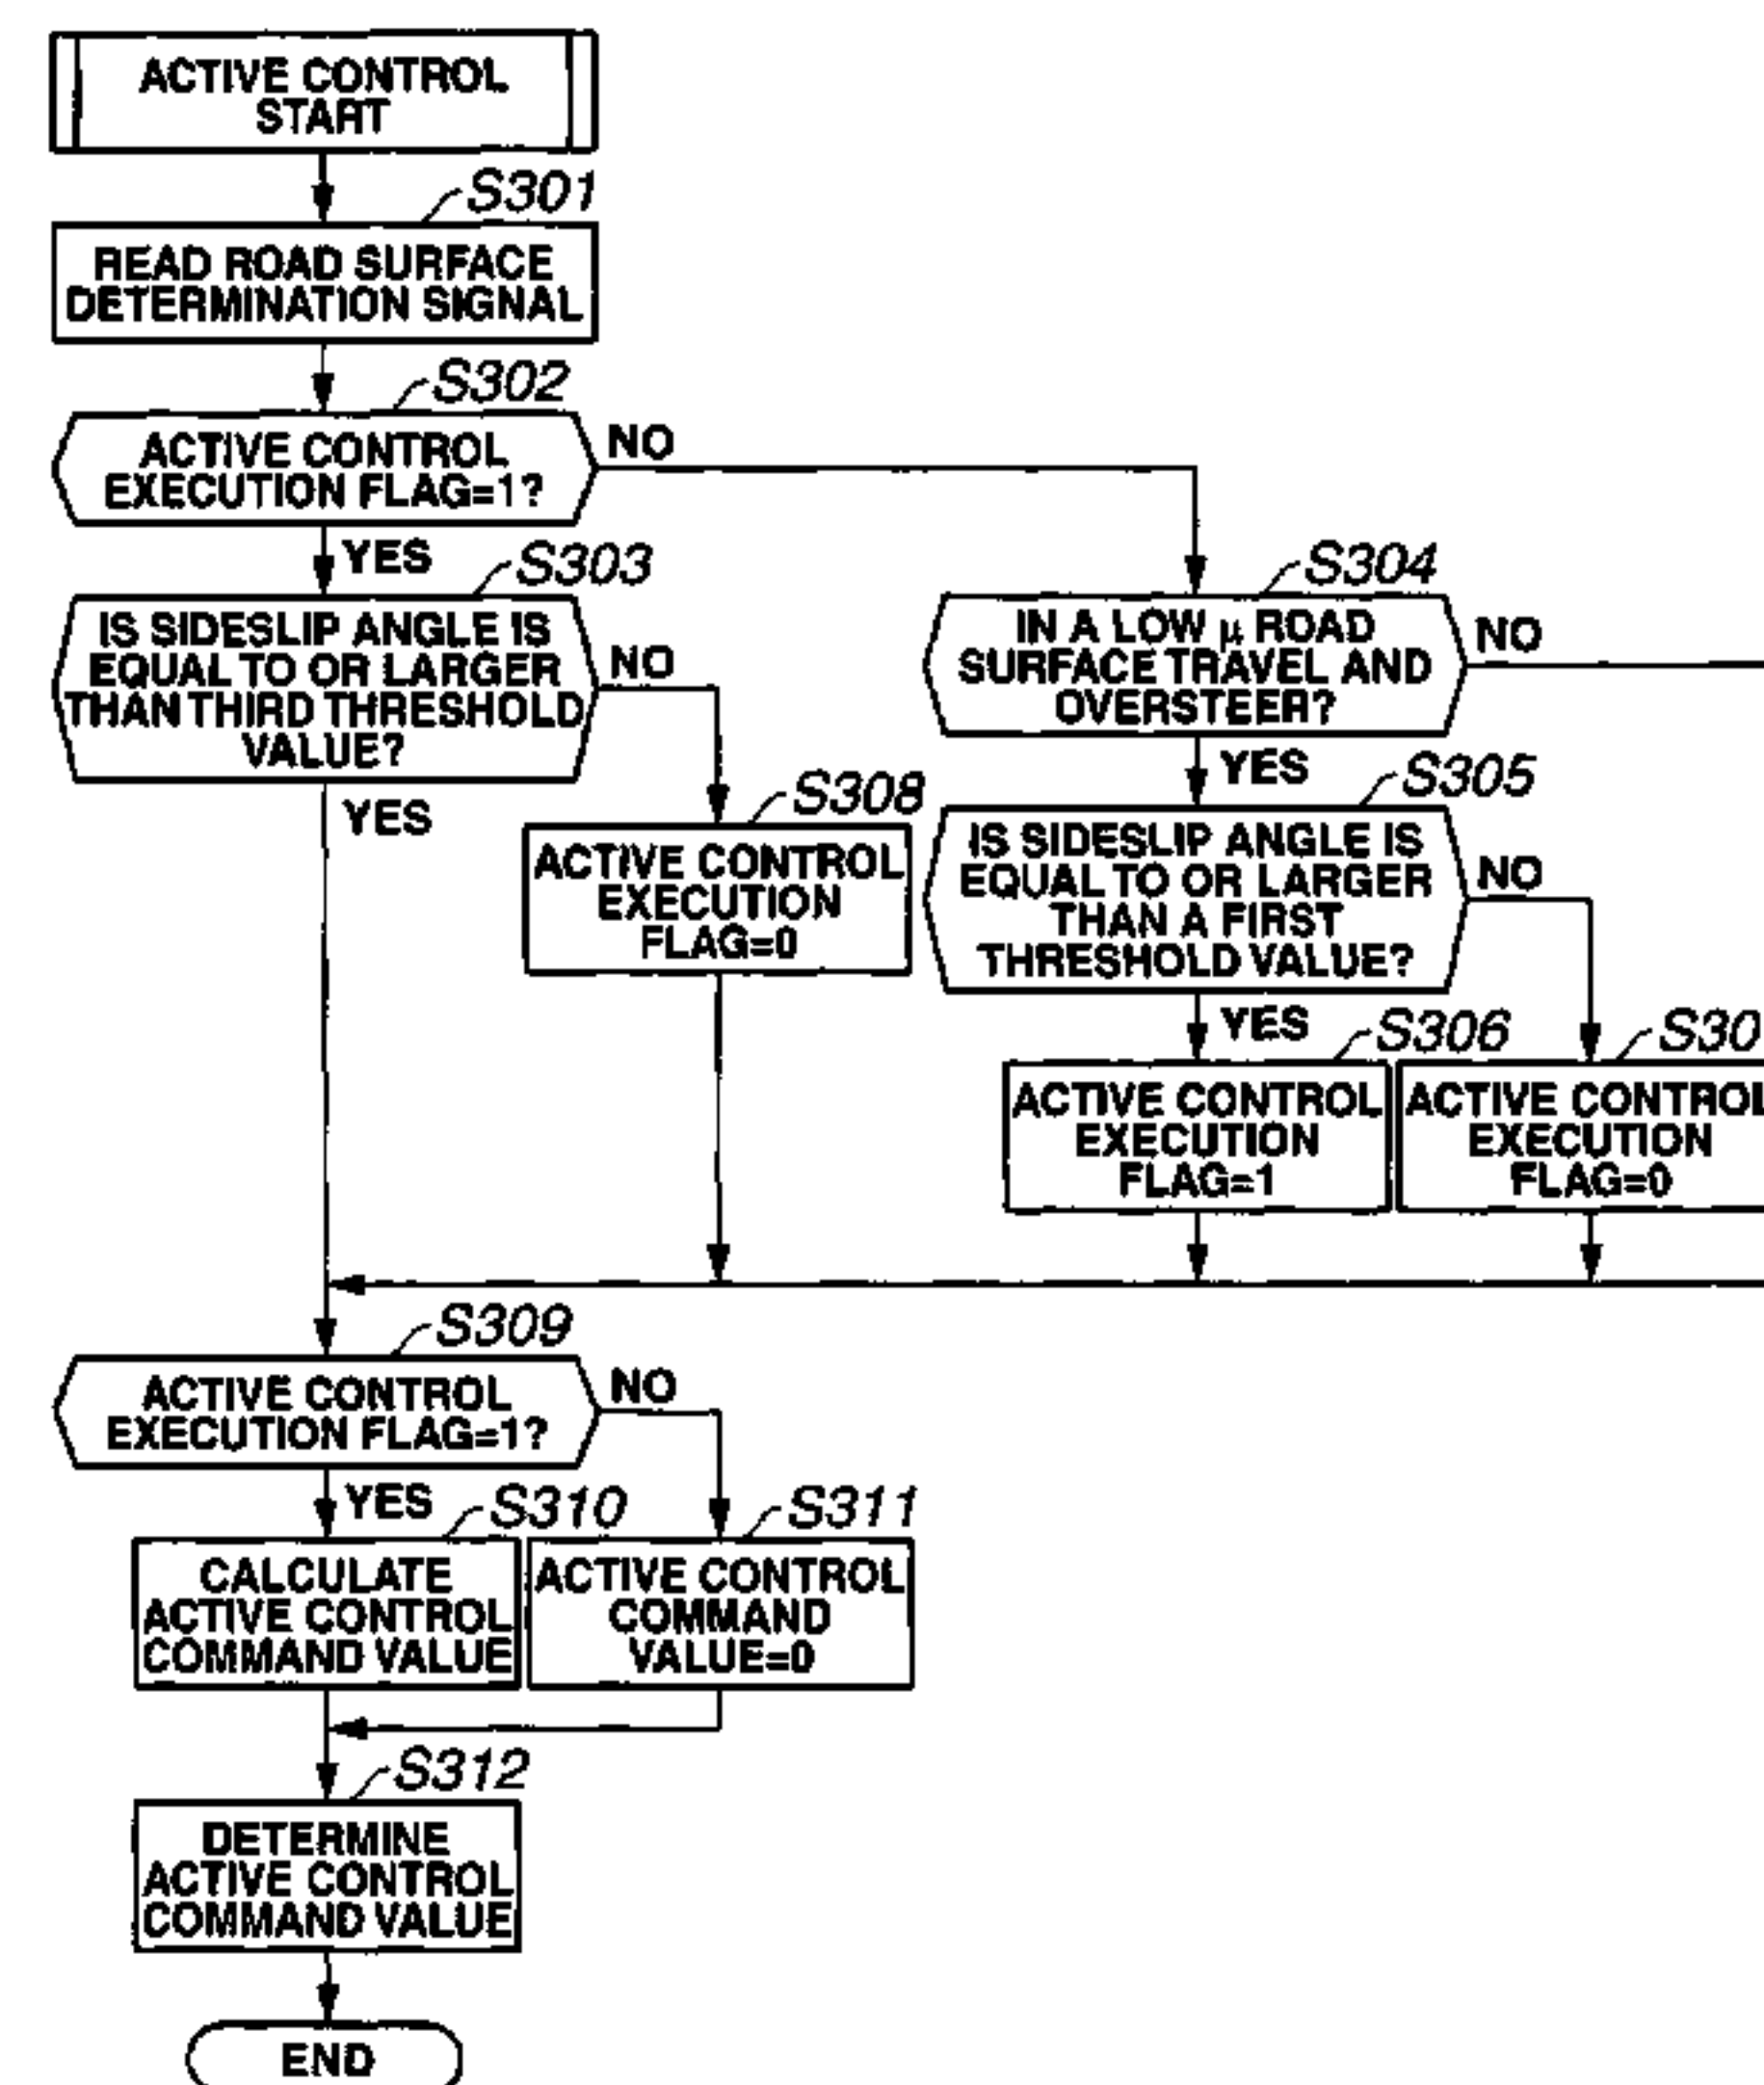 ACTIVE CONTROL
START
S301
READ ROAD SURFACE
DETERMINATION SIGNAL
S302
ACTIVE CONTROL
EXECUTION FLAG=1?
NO
YES
S303
IS SIDESLIP ANGLE IS
EQUAL TO OR LARGER
THAN THIRD THRESHOLD
VALUE?
NO
YES
S304
IN A LOW μ ROAD
SURFACE TRAVEL AND
OVERSTEER?
NO
YES
S308
ACTIVE CONTROL
EXECUTION
FLAG=0
S305
IS SIDESLIP ANGLE IS
EQUAL TO OR LARGER
THAN A FIRST
THRESHOLD VALUE?
NO
YES
S306
ACTIVE CONTROL
EXECUTION
FLAG=1
S30
ACTIVE CONTROL
EXECUTION
FLAG=0
S309
ACTIVE CONTROL
EXECUTION FLAG=1?
NO
YES
S310
CALCULATE
ACTIVE CONTROL
COMMAND VALUE
S311
ACTIVE CONTROL
COMMAND
VALUE=0
S312
DETERMINE
ACTIVE CONTROL
COMMAND VALUE
END